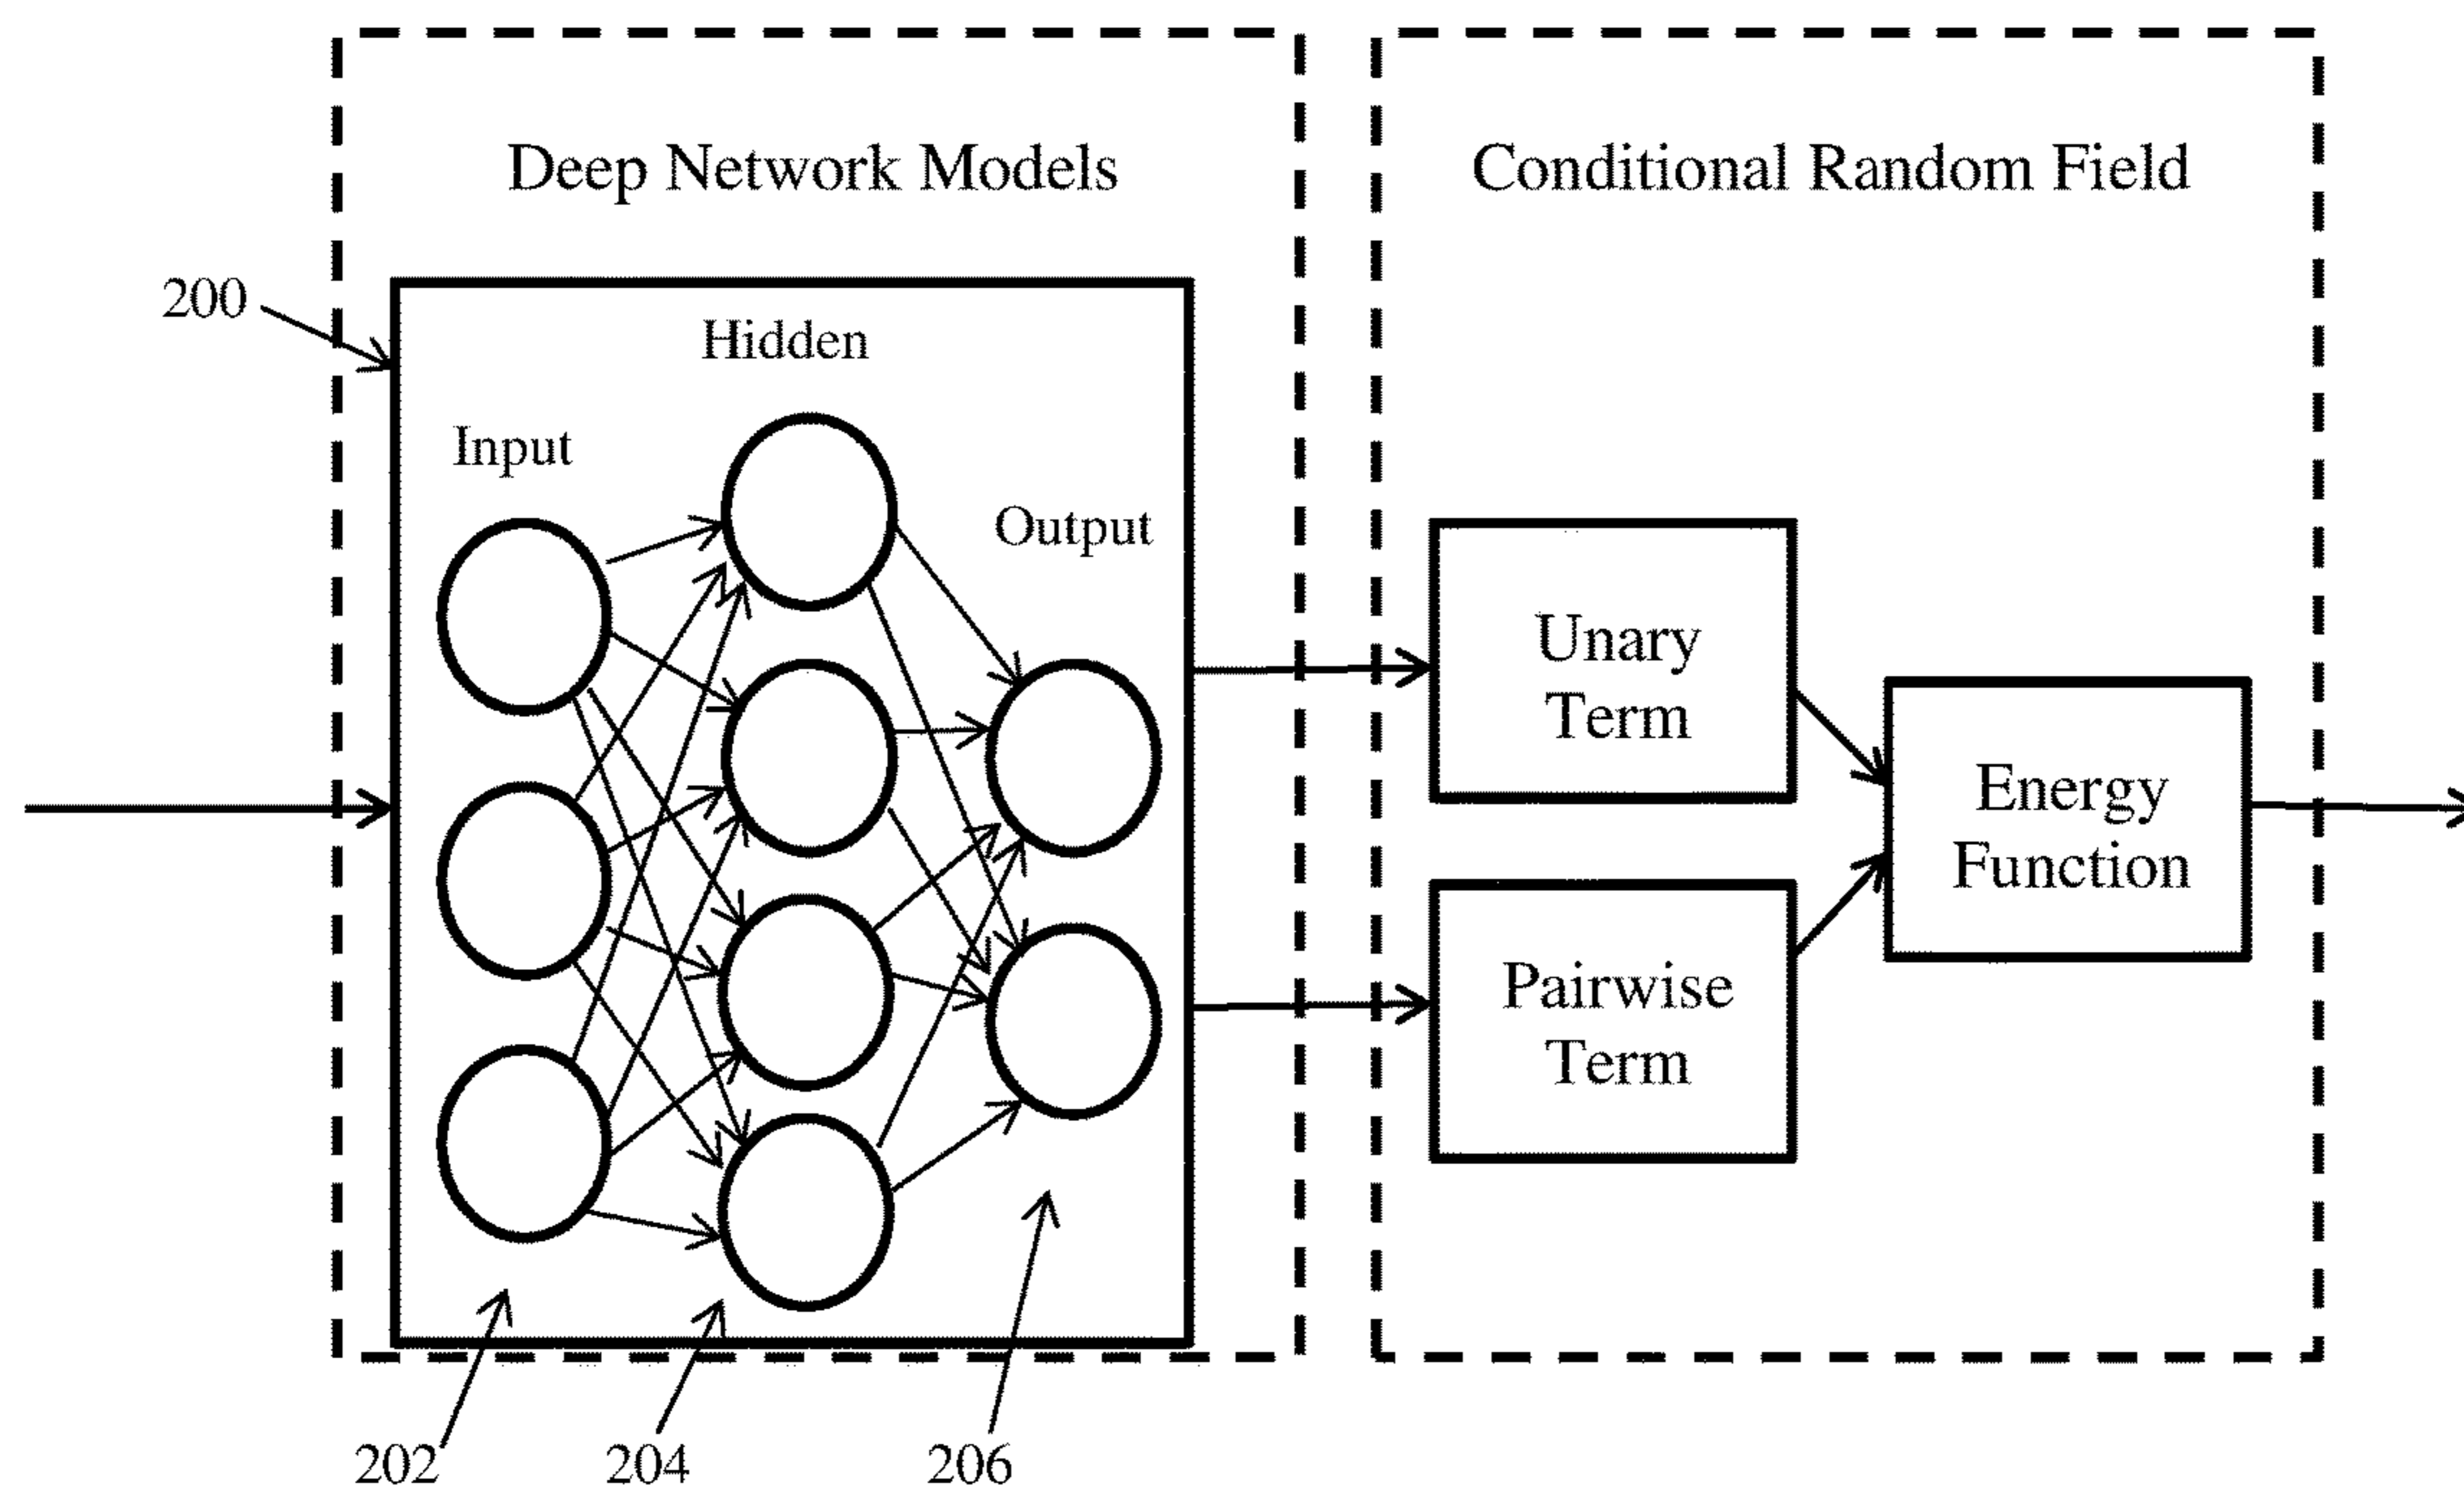 Deep Network Models
Conditional Random Field
200
Hidden
Input
Output
Unary
Term
Energy
Function
Pairwise
Term
202
204
206